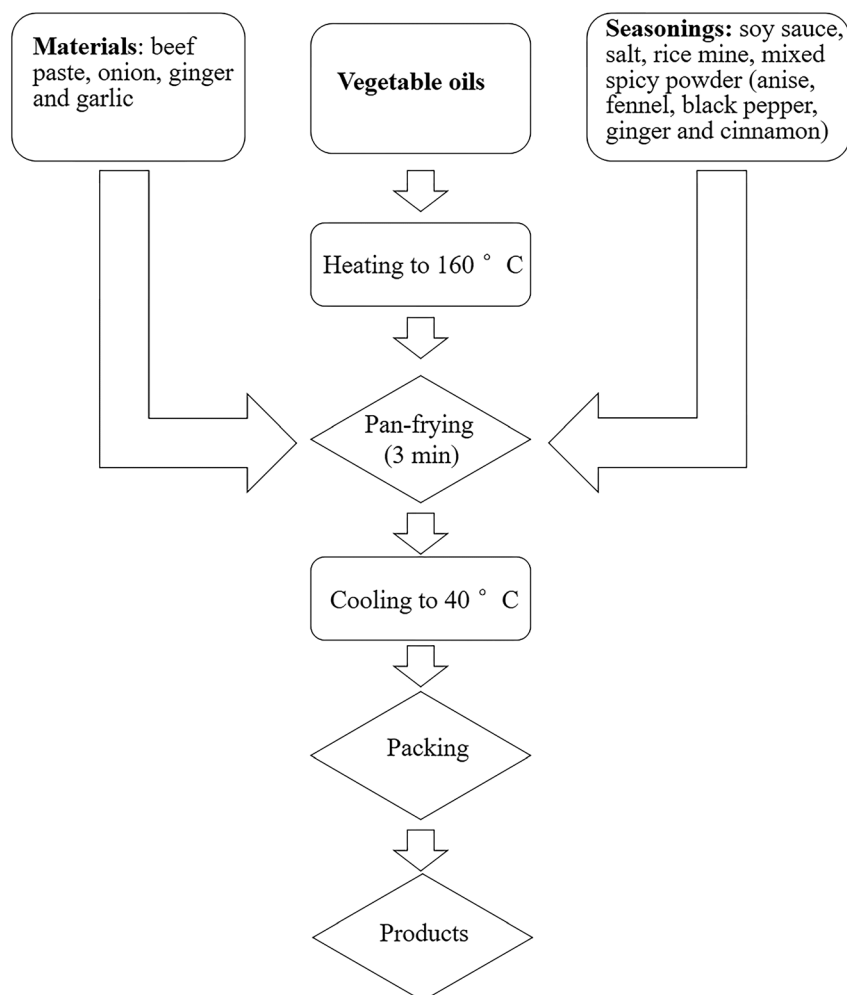 Materials: beef
paste, onion, ginger
and garlic
Vegetable oils
Seasonings: soy sauce,
salt, rice mine, mixed
spicy powder (anise,
fennel, black pepper,
ginger and cinnamon)
Heating to 160 ° C
Pan-frying
(3 min)
Cooling to 40 ° C
Packing
Products